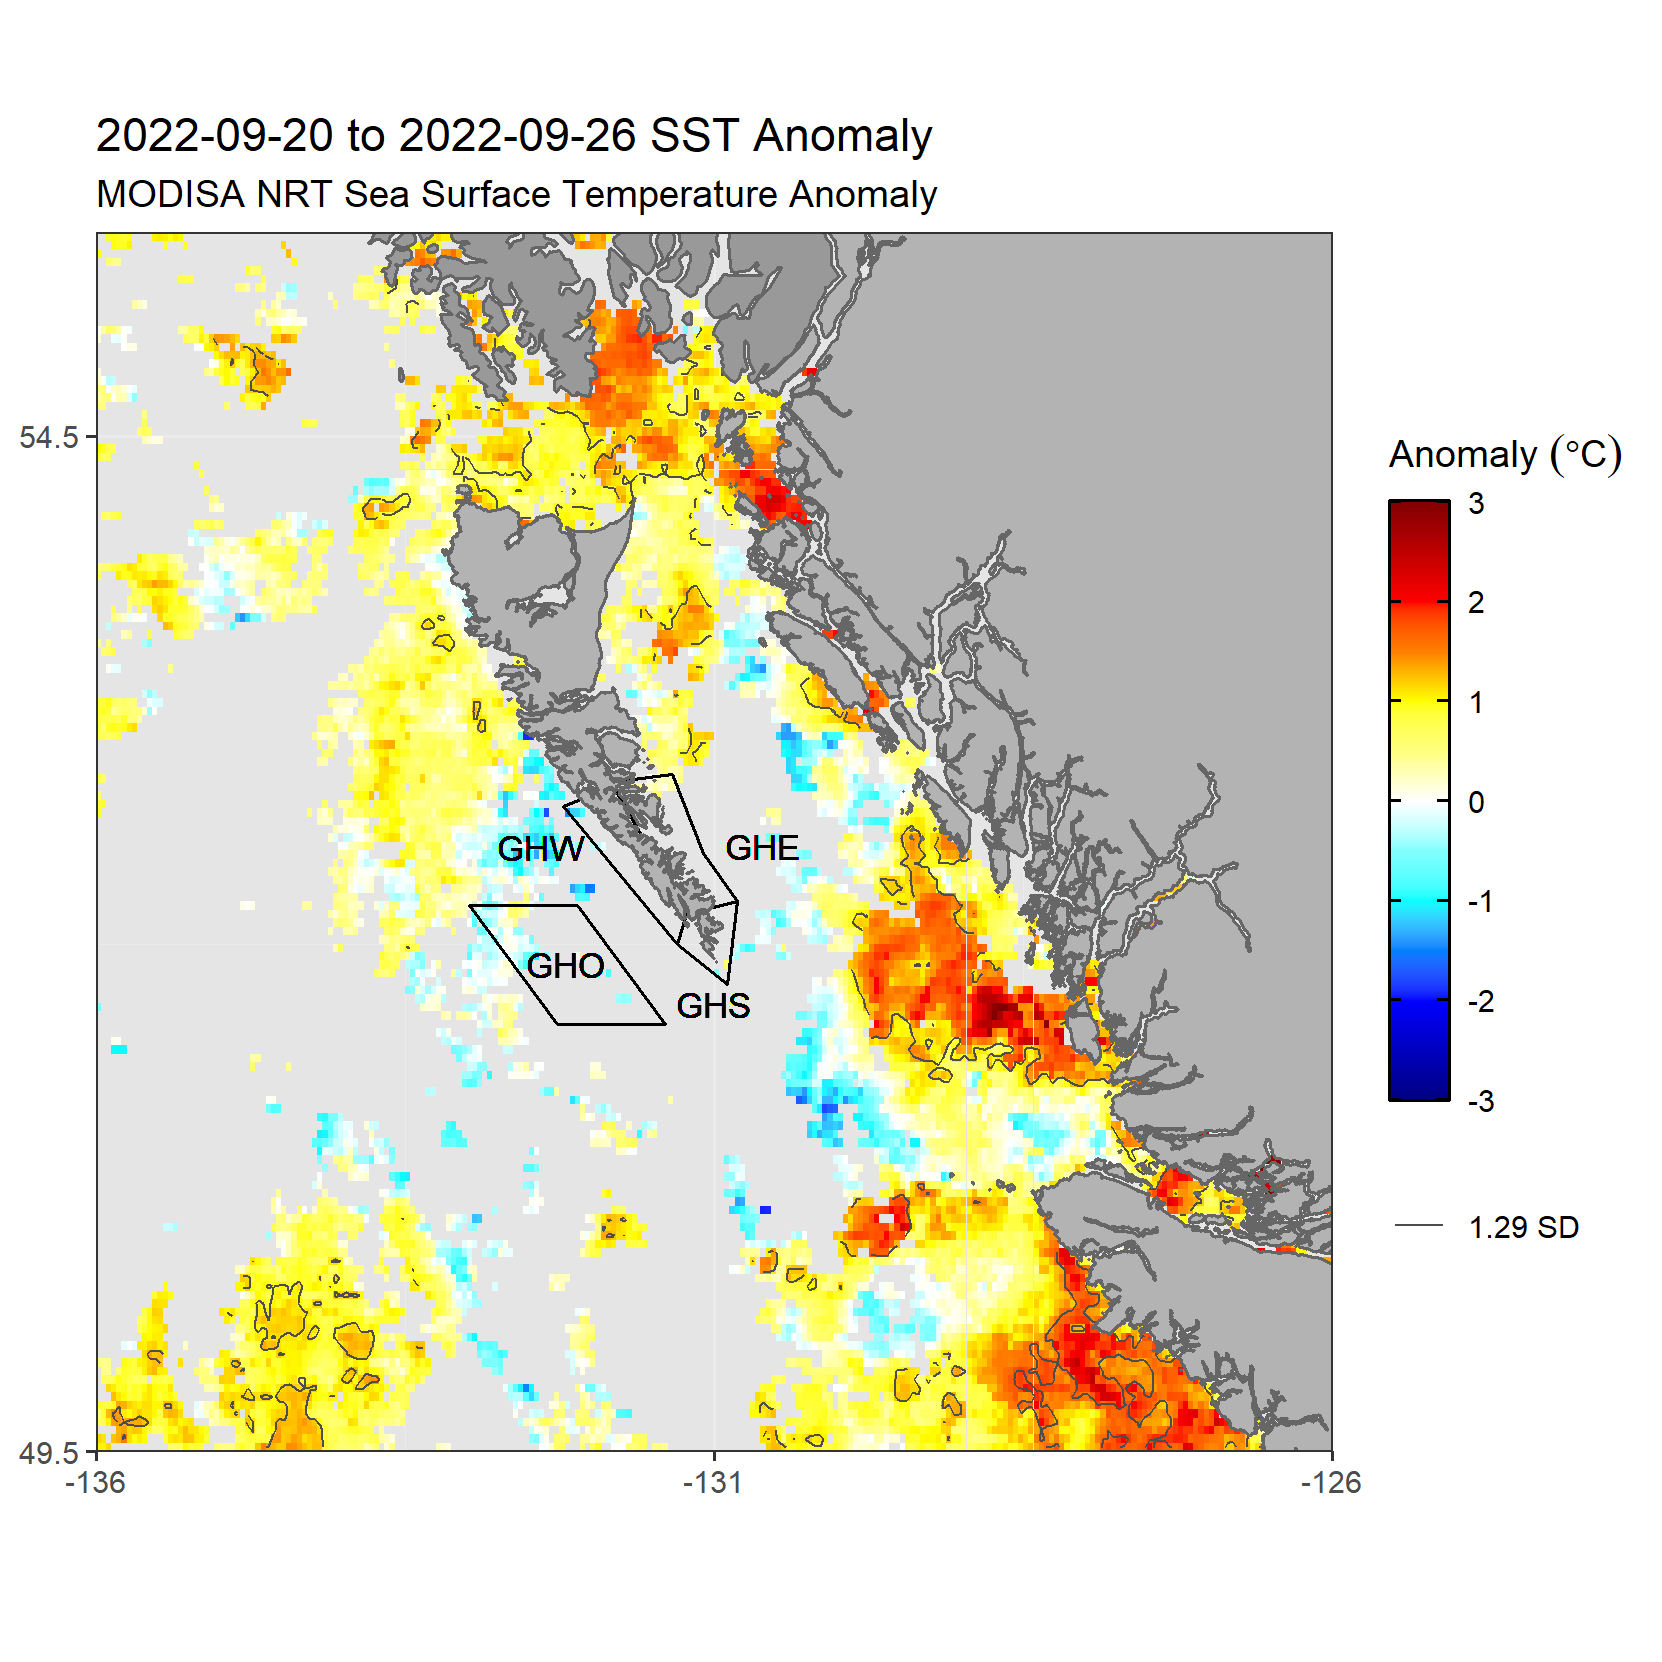 2022-09-20 to 2022-09-26 SST Anomaly
MODISA NRT Sea Surface Temperature Anomaly
54.5
49.5
-136
-131
-126
GHW
GHE
GHO
GHS
Anomaly (°C)
3
2
1
0
-1
-2
-3
1.29 SD